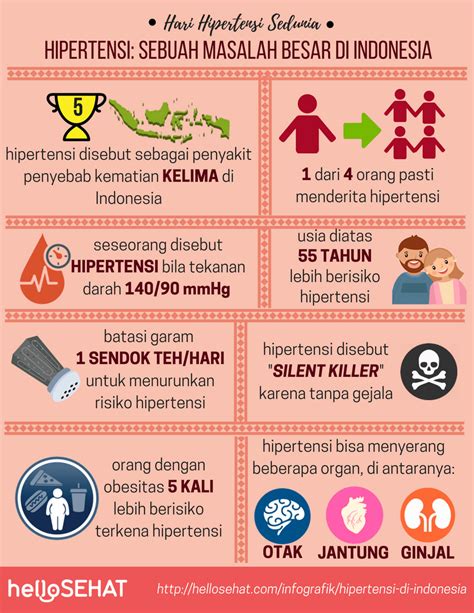 Hari Hipertensi Sedunia
HIPERTENSI: SEBUAH MASALAH BESAR DI INDONESIA
5
hipertensi disebut sebagai penyakit
penyebab kematian KELIMA di
Indonesia
1 dari 4 orang pasti
menderita hipertensi
seseorang disebut
HIPERTENSI bila tekanan
darah 140/90 mmHg
usia diatas
55 TAHUN
lebih berisiko
hipertensi
batasi garam
1 SENDOK TEH/HARI
untuk menurunkan
risiko hipertensi
hipertensi disebut
"SILENT KILLER"
karena tanpa gejala
orang dengan
obesitas 5 KALI
lebih berisiko
terkena hipertensi
hipertensi bisa menyerang
beberapa organ, di antaranya:
OTAK
JANTUNG
GINJAL
helloSEHAT
http://hellosehat.com/infografik/hipertensi-di-indonesia